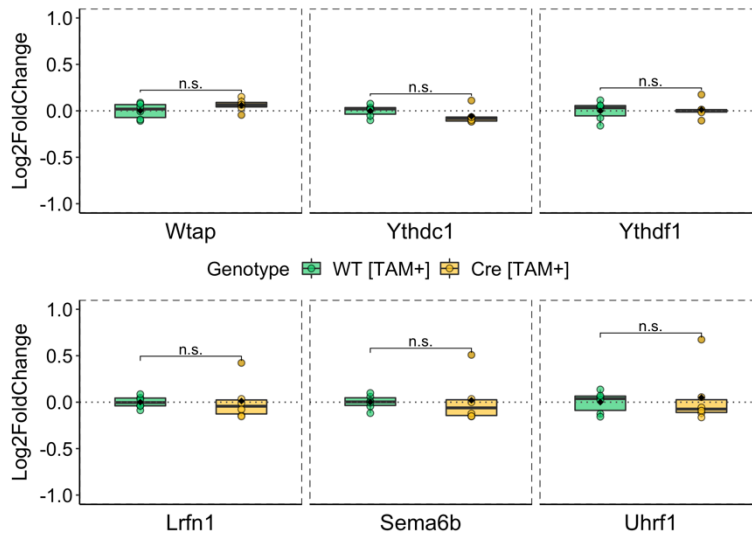 Log2FoldChange
1.0
0.5
0.0
-0.5
-1.0
n.s.
n.s.
n.s.
Wtap
Ythdc1
Ythdf1
Genotype WT [TAM+] Cre [TAM+]
Log2FoldChange
1.0
0.5
0.0
-0.5
-1.0
n.s.
n.s.
n.s.
Lrfn1
Sema6b
Uhrf1